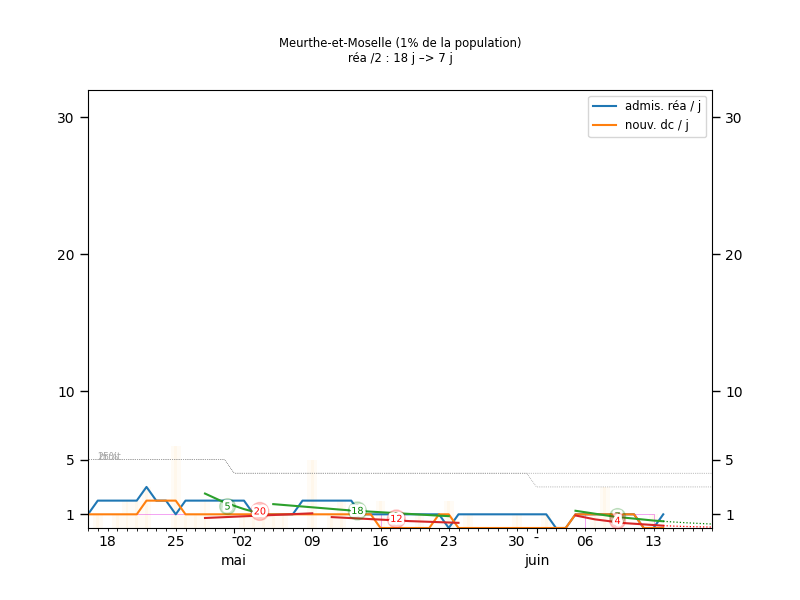 Meurthe-et-Moselle (1% de la population)
réa /2 : 18 j –> 7 j
admis. réa / j
nouv. dc / j
30 30
20 20
10 10
5 5
1 1
5 20 18 12 4
18 25 02 09 16 23 30 06 13
mai juin